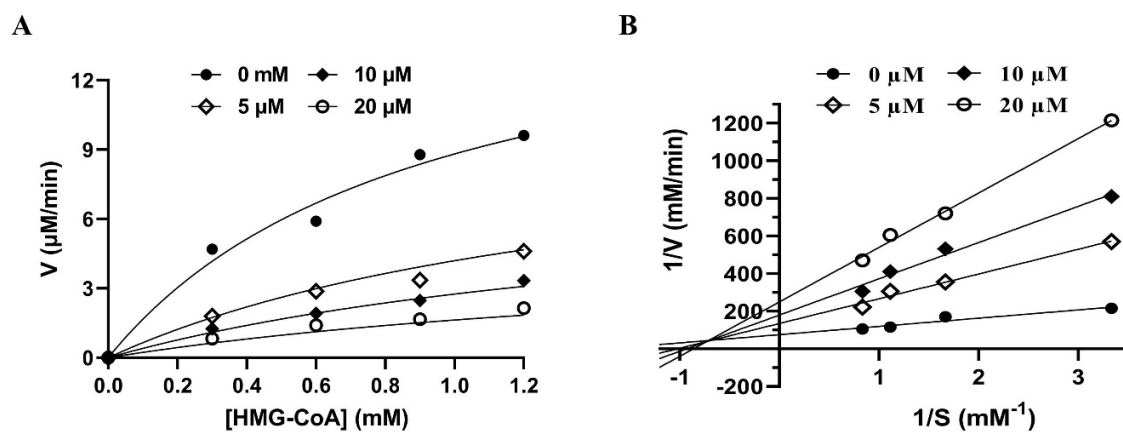 A
0 mM
10 µM
5 µM
20 µM
12
9
6
3
0
V (µM/min)
0.0 0.2 0.4 0.6 0.8 1.0 1.2
[HMG-CoA] (mM)
B
0 µM
10 µM
5 µM
20 µM
1200
1000
800
600
400
200
-200
1/V (mM/min)
-1 1 2 3
1/S (mM⁻¹)